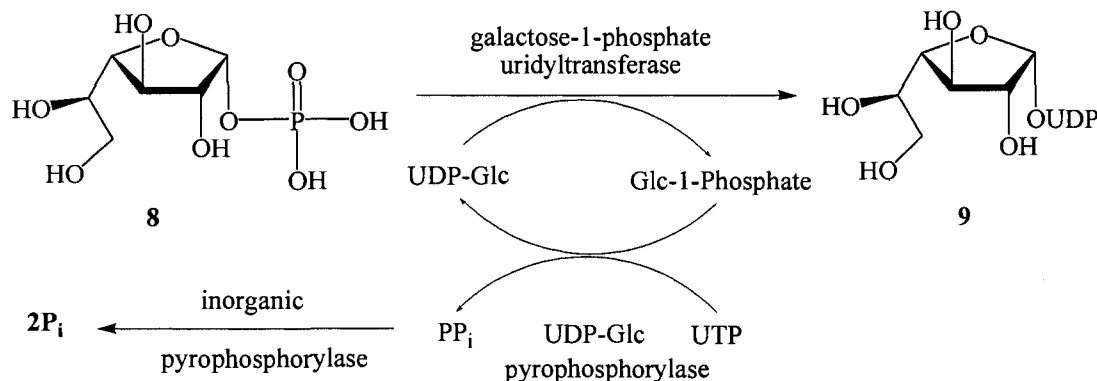 HO
O
galactose-1-phosphate
uridyltransferase
HO
O
O
HO
O
P
OH
HO
OUDP
HO
OH
OH
UDP-Glc
Glc-1-Phosphate
HO
OH
8
9
inorganic
2Pi
PPi
UDP-Glc
UTP
pyrophosphorylase
pyrophosphorylase